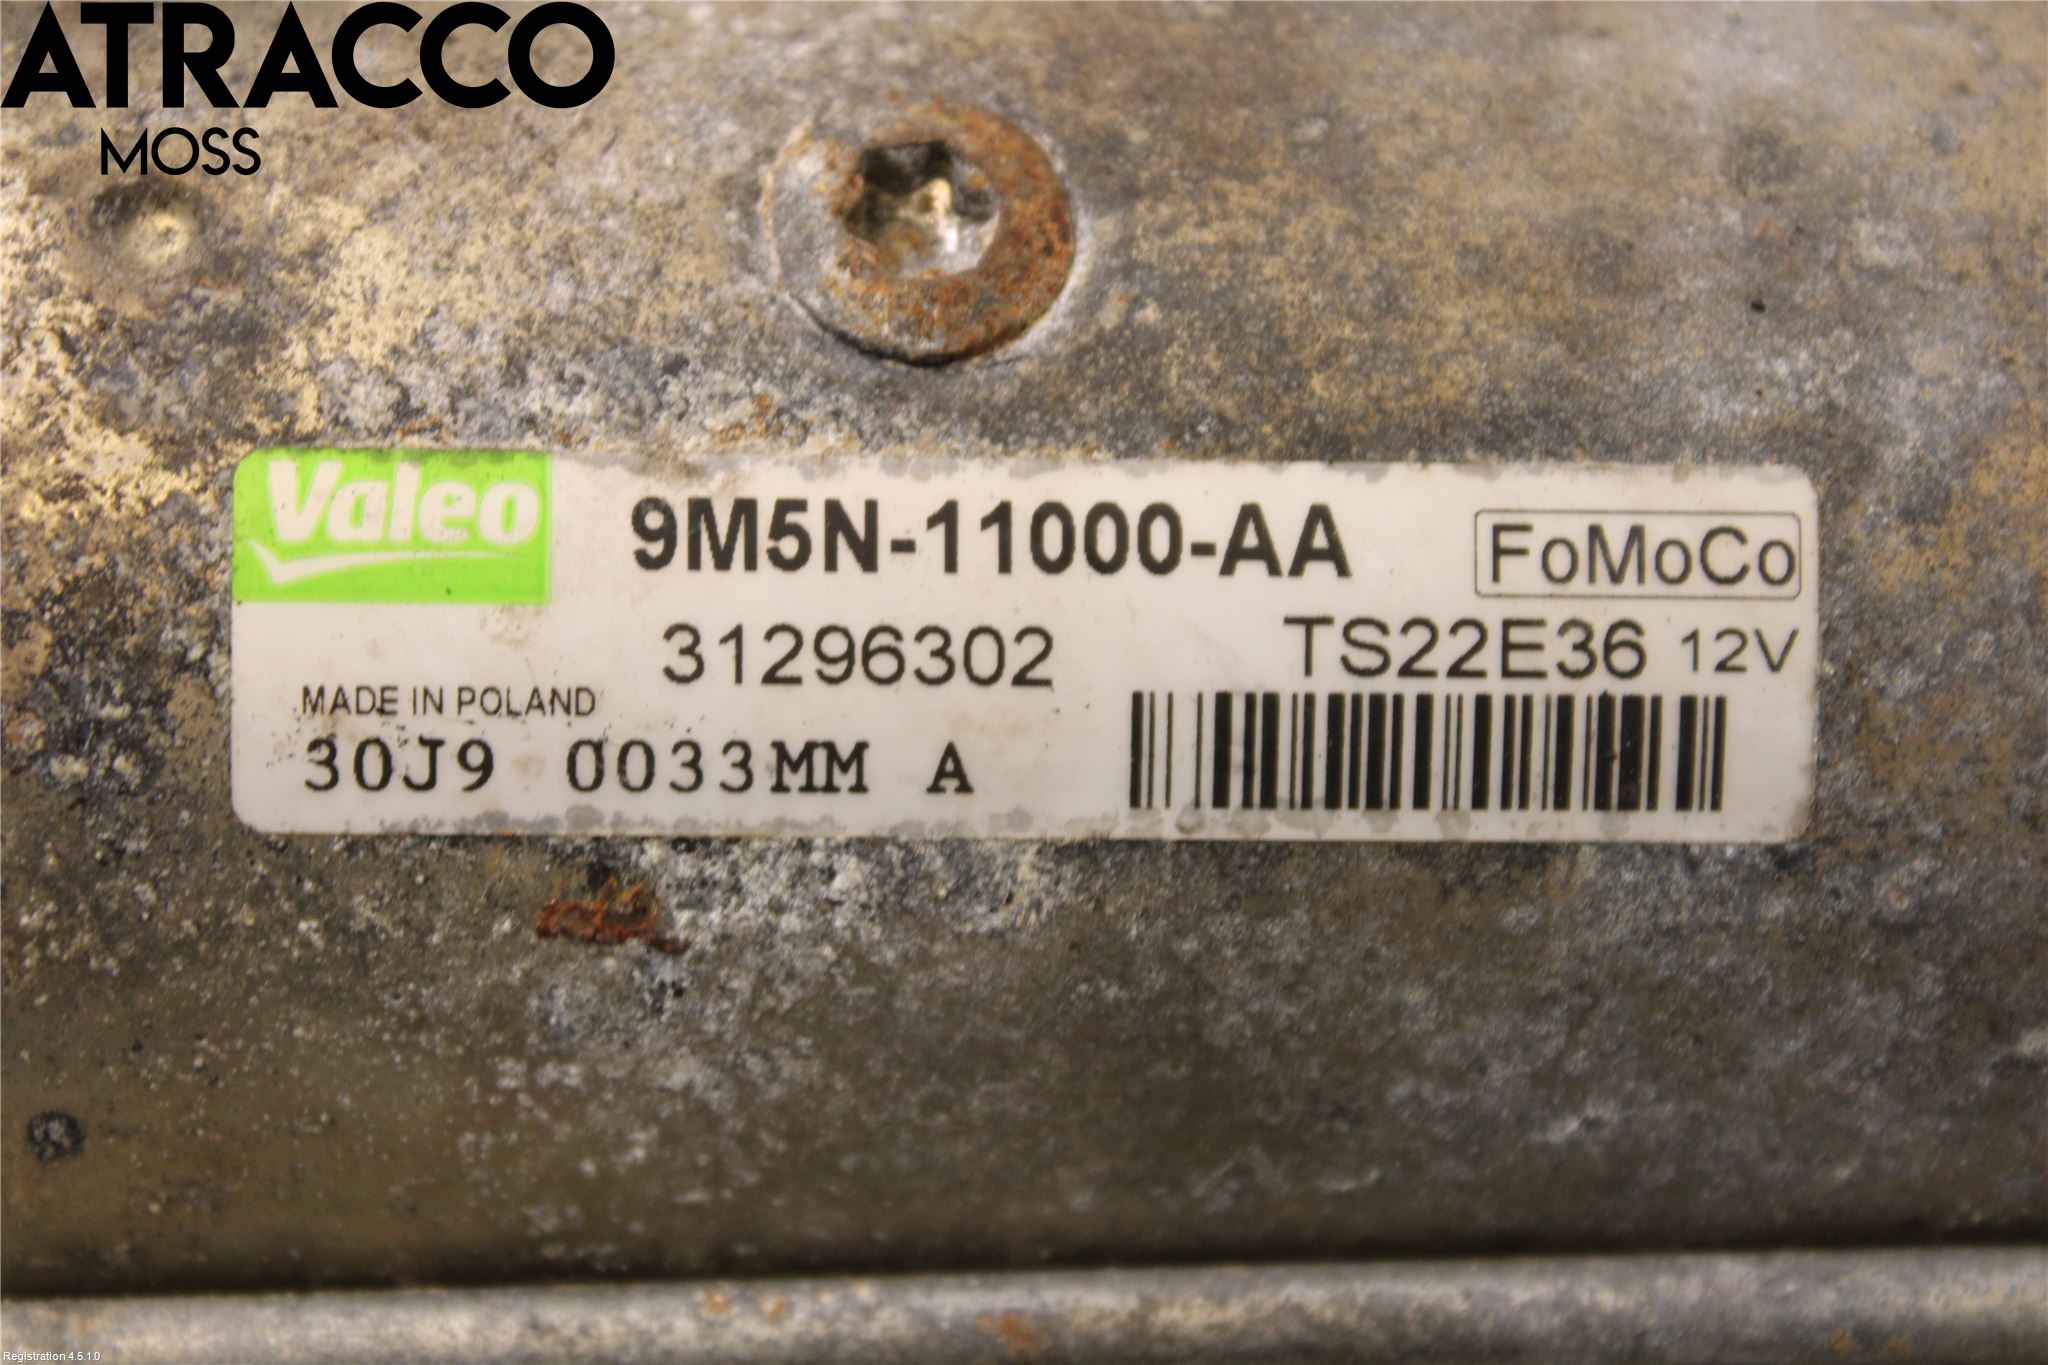 ATRACCO
MOSS
Valeo
9M5N-11000-AA
FoMoCo
31296302
TS22E36 12V
MADE IN POLAND
30J9 0033MM A
Registration 4.5.1.0